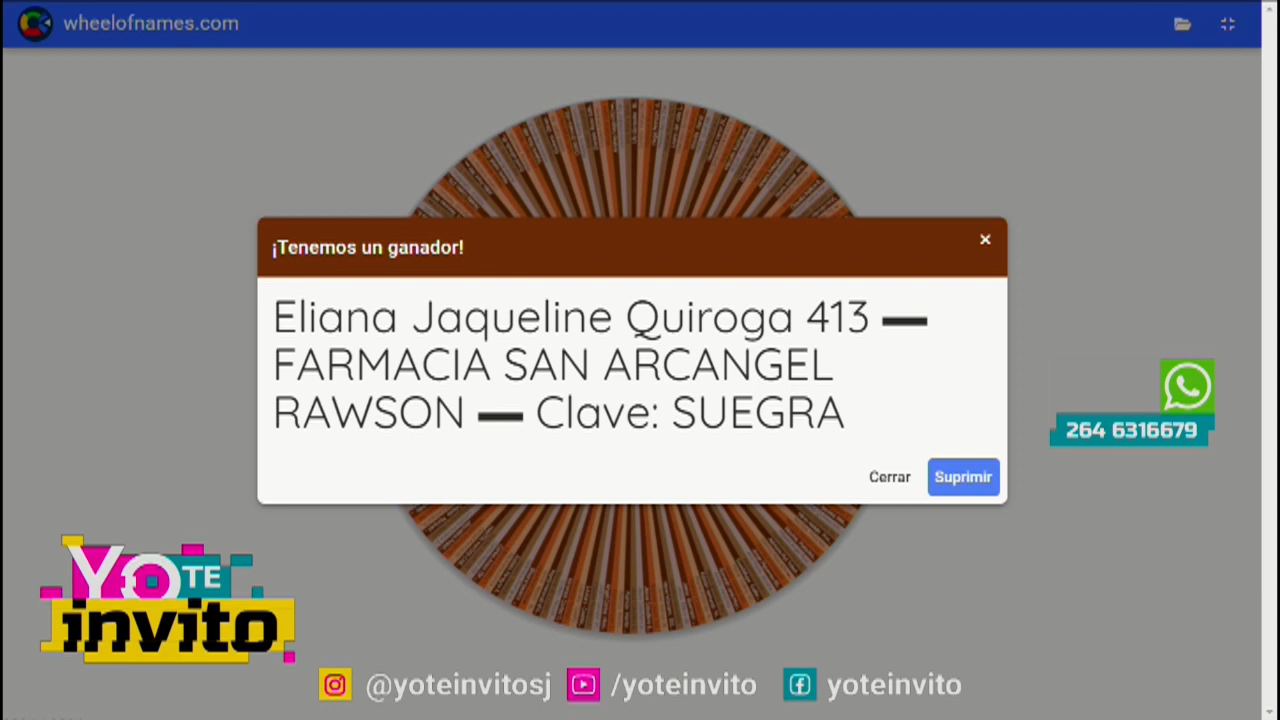 wheelofnames.com
¡Tenemos un ganador!
Eliana Jaqueline Quiroga 413 ➖
FARMACIA SAN ARCANGEL
RAWSON ➖ Clave: SUEGRA
Cerrar
Suprimir
264 6316679
YO TE
invito
@yoteinvitosj
/yoteinvito
yoteinvito